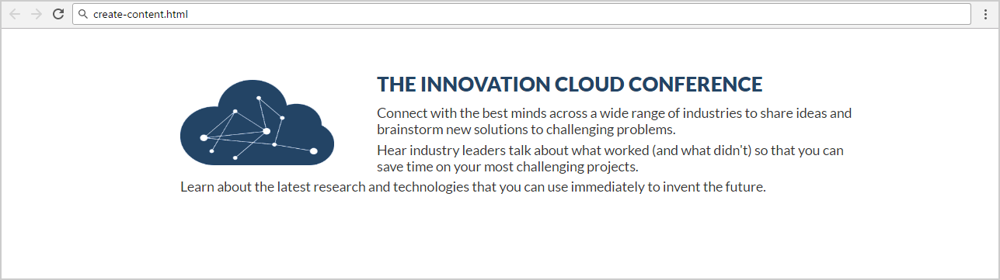 create-content.html
THE INNOVATION CLOUD CONFERENCE
Connect with the best minds across a wide range of industries to share ideas and
brainstorm new solutions to challenging problems.
Hear industry leaders talk about what worked (and what didn't) so that you can
save time on your most challenging projects.
Learn about the latest research and technologies that you can use immediately to invent the future.